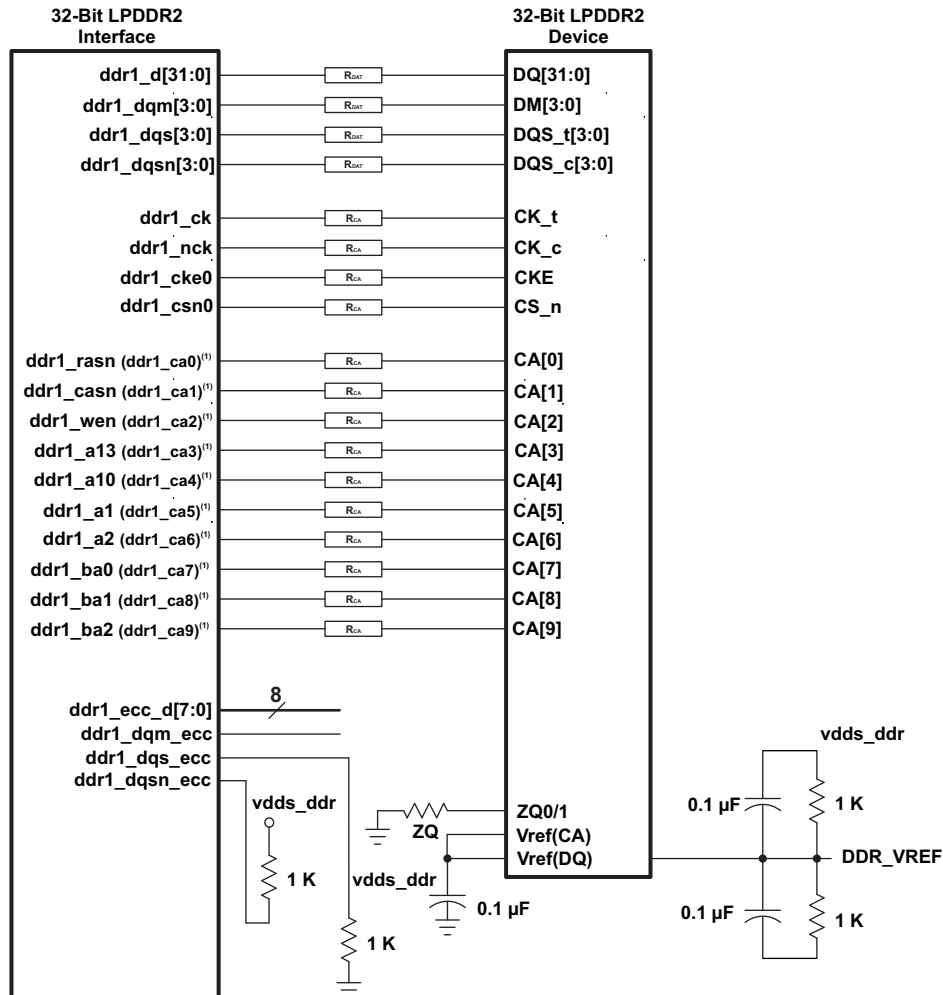 32-Bit LPDDR2
Interface
32-Bit LPDDR2
Device
ddr1_d[31:0] RDAT DQ[31:0]
ddr1_dqm[3:0] RDAT DM[3:0]
ddr1_dqs[3:0] RDAT DQS_t[3:0]
ddr1_dqsn[3:0] RDAT DQS_c[3:0]
ddr1_ck RCA CK_t
ddr1_nck RCA CK_c
ddr1_cke0 RCA CKE
ddr1_csn0 RCA CS_n
ddr1_rasn (ddr1_ca0)(1) RCA CA[0]
ddr1_casn (ddr1_ca1)(1) RCA CA[1]
ddr1_wen (ddr1_ca2)(1) RCA CA[2]
ddr1_a13 (ddr1_ca3)(1) RCA CA[3]
ddr1_a10 (ddr1_ca4)(1) RCA CA[4]
ddr1_a1 (ddr1_ca5)(1) RCA CA[5]
ddr1_a2 (ddr1_ca6)(1) RCA CA[6]
ddr1_ba0 (ddr1_ca7)(1) RCA CA[7]
ddr1_ba1 (ddr1_ca8)(1) RCA CA[8]
ddr1_ba2 (ddr1_ca9)(1) RCA CA[9]
ddr1_ecc_d[7:0] 8
ddr1_dqm_ecc
ddr1_dqs_ecc
ddr1_dqsn_ecc
vdds_ddr
1 K
1 K
ZQ
ZQ0/1
Vref(CA)
Vref(DQ)
vdds_ddr
0.1 µF
vdds_ddr
0.1 µF
1 K
DDR_VREF
0.1 µF
1 K